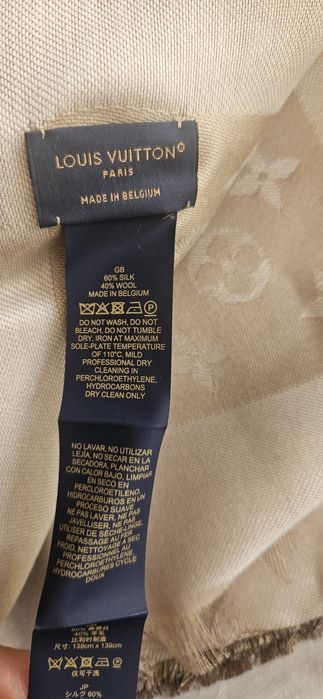 LOUIS VUITTON®
PARIS
MADE IN BELGIUM
GB
60% SILK
40% WOOL
MADE IN BELGIUM
DO NOT WASH, DO NOT
BLEACH, DO NOT TUMBLE
DRY, IRON AT MAXIMUM
SOLE-PLATE TEMPERATURE
OF 110°C, MILD
PROFESSIONAL DRY
CLEANING IN
PERCHLOROETHYLENE,
HYDROCARBONS
DRY CLEAN ONLY
NO LAVAR, NO UTILIZAR
LEJÍA, NO SECAR EN LA
SECADORA, PLANCHAR
CON CALOR BAJO, LIMPIAR
EN SECO EN
PERCLOROETILENO,
HIDROCARBUROS EN UN
PROCESO SUAVE
NE PAS LAVER, NE PAS
JAVELLISER, NE PAS
UTILISER DE SÈCHE-LINGE,
REPASSAGE AU FER
FROID, NETTOYAGE A SEC
PROFESSIONNEL AU
PERCHLOROETHYLENE,
HYDROCARBURES CYCLE
DOUX
40% 羊毛
比利时制造
尺寸: 139cm x 139cm
仅可干洗
JP
シルク 60%